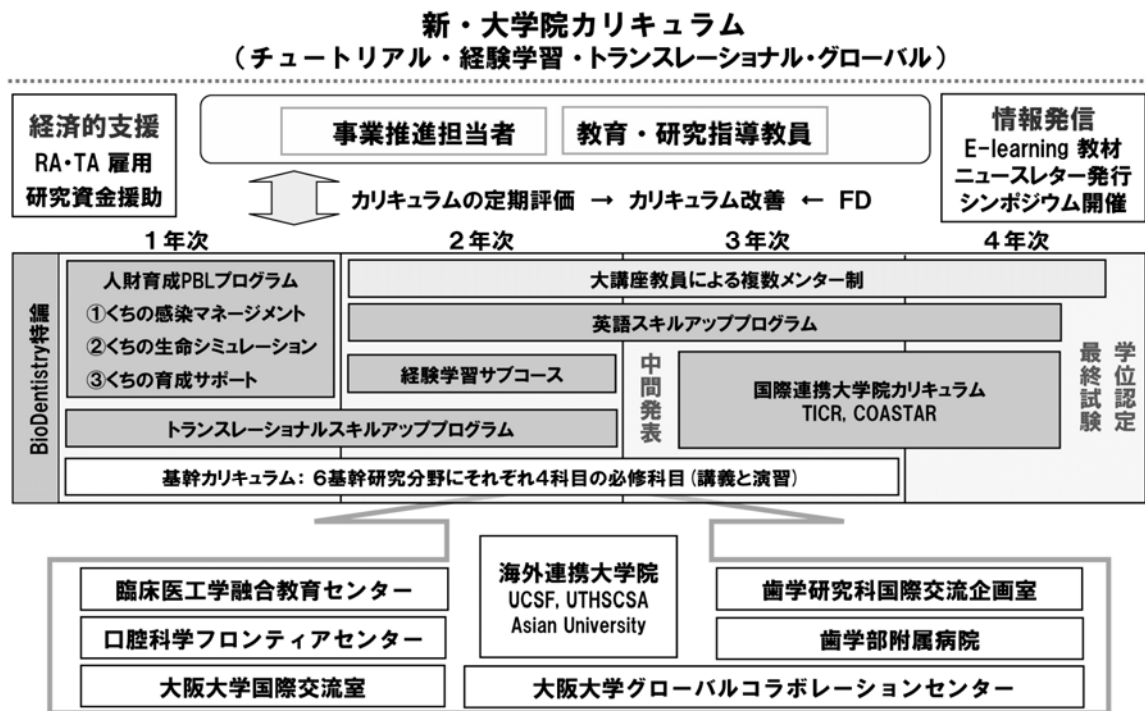 新・大学院カリキュラム
(チュートリアル・経験学習・トランスレーショナル・グローバル)
経済的支援
RA・TA 雇用
研究資金援助
事業推進担当者
教育・研究指導教員
情報発信
E-learning 教材
ニュースレター発行
シンポジウム開催
カリキュラムの定期評価 → カリキュラム改善 ← FD
1年次
2年次
3年次
4年次
BioDentistry特論
人財育成PBLプログラム
①くちの感染マネージメント
②くちの生命シミュレーション
③くちの育成サポート
大講座教員による複数メンター制
英語スキルアッププログラム
経験学習サブコース
中間発表
国際連携大学院カリキュラム
TICR, COASTAR
最終試験
学位認定
トランスレーショナルスキルアッププログラム
基幹カリキュラム: 6基幹研究分野にそれぞれ4科目の必修科目(講義と演習)
臨床医工学融合教育センター
口腔科学フロンティアセンター
大阪大学国際交流室
海外連携大学院
UCSF, UTHSCSA
Asian University
歯学研究科国際交流企画室
歯学部附属病院
大阪大学グローバルコラボレーションセンター